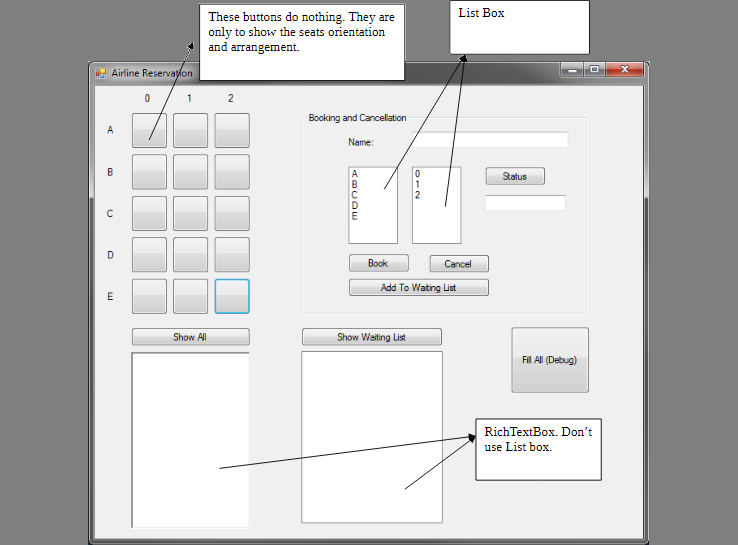 These buttons do nothing. They are
only to show the seats orientation
and arrangement.
List Box
Airline Reservation
0 1 2
A
B
C
D
E
Booking and Cancellation
Name:
A
B
C
D
E
0
1
2
Status
Book
Cancel
Add To Waiting List
Show All
Show Waiting List
Fill All (Debug)
RichTextBox. Don’t
use List box.